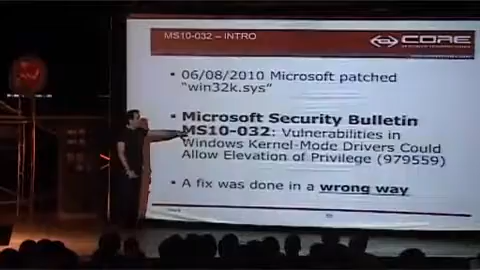 MS10-032 – INTRO
CORE
06/08/2010 Microsoft patched
"win32k.sys"
Microsoft Security Bulletin
MS10-032: Vulnerabilities in
Windows Kernel-Mode Drivers Could
Allow Elevation of Privilege (979559)
A fix was done in a wrong way